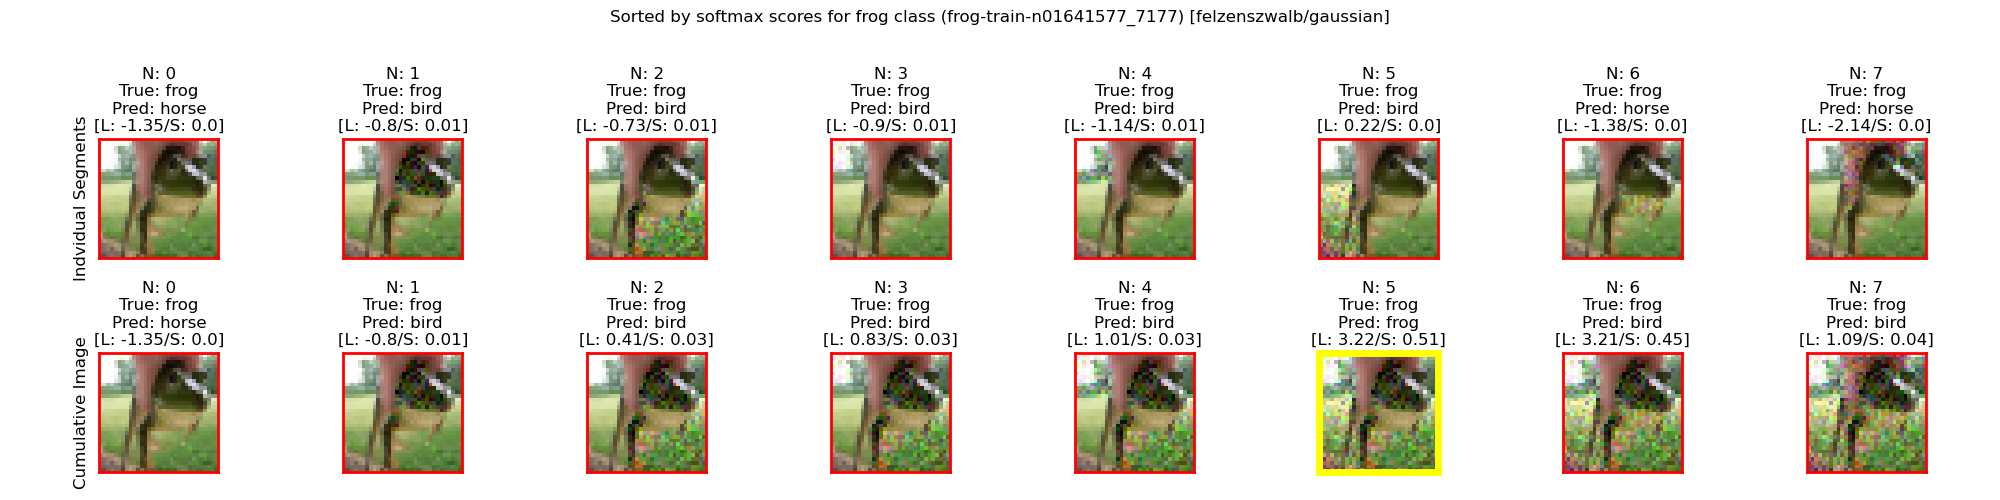 Sorted by softmax scores for frog class (frog-train-n01641577_7177) [felzenszwalb/gaussian]
Indvidual Segments
N: 0
True: frog
Pred: horse
[L: -1.35/S: 0.0]
N: 1
True: frog
Pred: bird
[L: -0.8/S: 0.01]
N: 2
True: frog
Pred: bird
[L: -0.73/S: 0.01]
N: 3
True: frog
Pred: bird
[L: -0.9/S: 0.01]
N: 4
True: frog
Pred: bird
[L: -1.14/S: 0.01]
N: 5
True: frog
Pred: bird
[L: 0.22/S: 0.0]
N: 6
True: frog
Pred: horse
[L: -1.38/S: 0.0]
N: 7
True: frog
Pred: horse
[L: -2.14/S: 0.0]
Cumulative Image
N: 0
True: frog
Pred: horse
[L: -1.35/S: 0.0]
N: 1
True: frog
Pred: bird
[L: -0.8/S: 0.01]
N: 2
True: frog
Pred: bird
[L: 0.41/S: 0.03]
N: 3
True: frog
Pred: bird
[L: 0.83/S: 0.03]
N: 4
True: frog
Pred: bird
[L: 1.01/S: 0.03]
N: 5
True: frog
Pred: frog
[L: 3.22/S: 0.51]
N: 6
True: frog
Pred: bird
[L: 3.21/S: 0.45]
N: 7
True: frog
Pred: bird
[L: 1.09/S: 0.04]